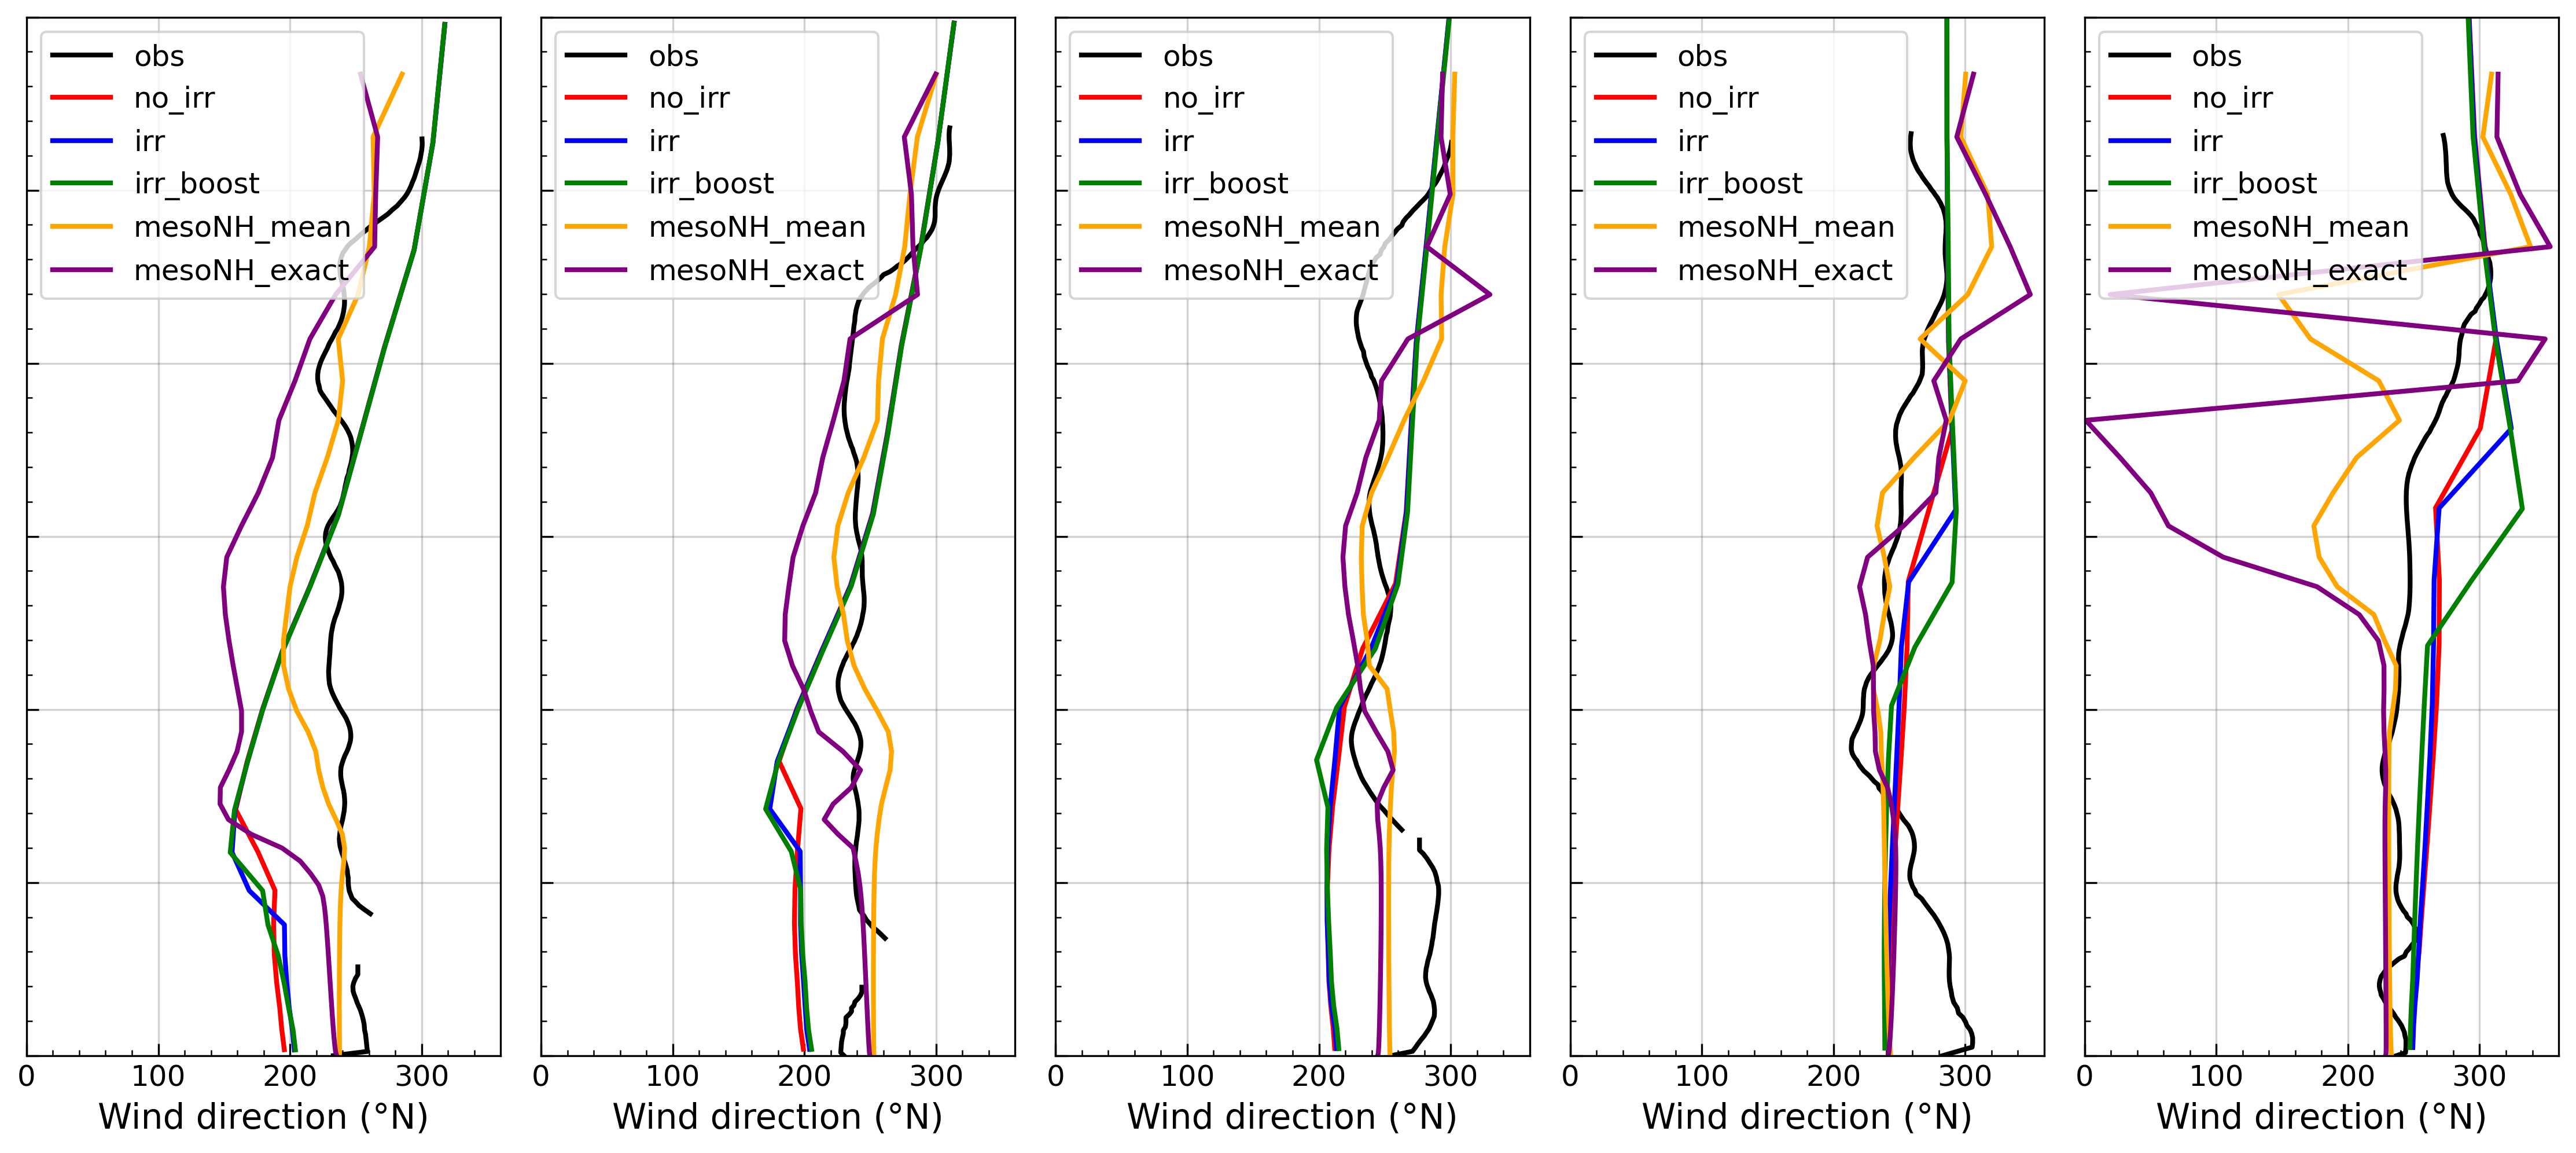 obs
no_irr
irr
irr_boost
mesoNH_mean
mesoNH_exact
0 100 200 300
Wind direction (°N)
obs
no_irr
irr
irr_boost
mesoNH_mean
mesoNH_exact
0 100 200 300
Wind direction (°N)
obs
no_irr
irr
irr_boost
mesoNH_mean
mesoNH_exact
0 100 200 300
Wind direction (°N)
obs
no_irr
irr
irr_boost
mesoNH_mean
mesoNH_exact
0 100 200 300
Wind direction (°N)
obs
no_irr
irr
irr_boost
mesoNH_mean
mesoNH_exact
0 100 200 300
Wind direction (°N)